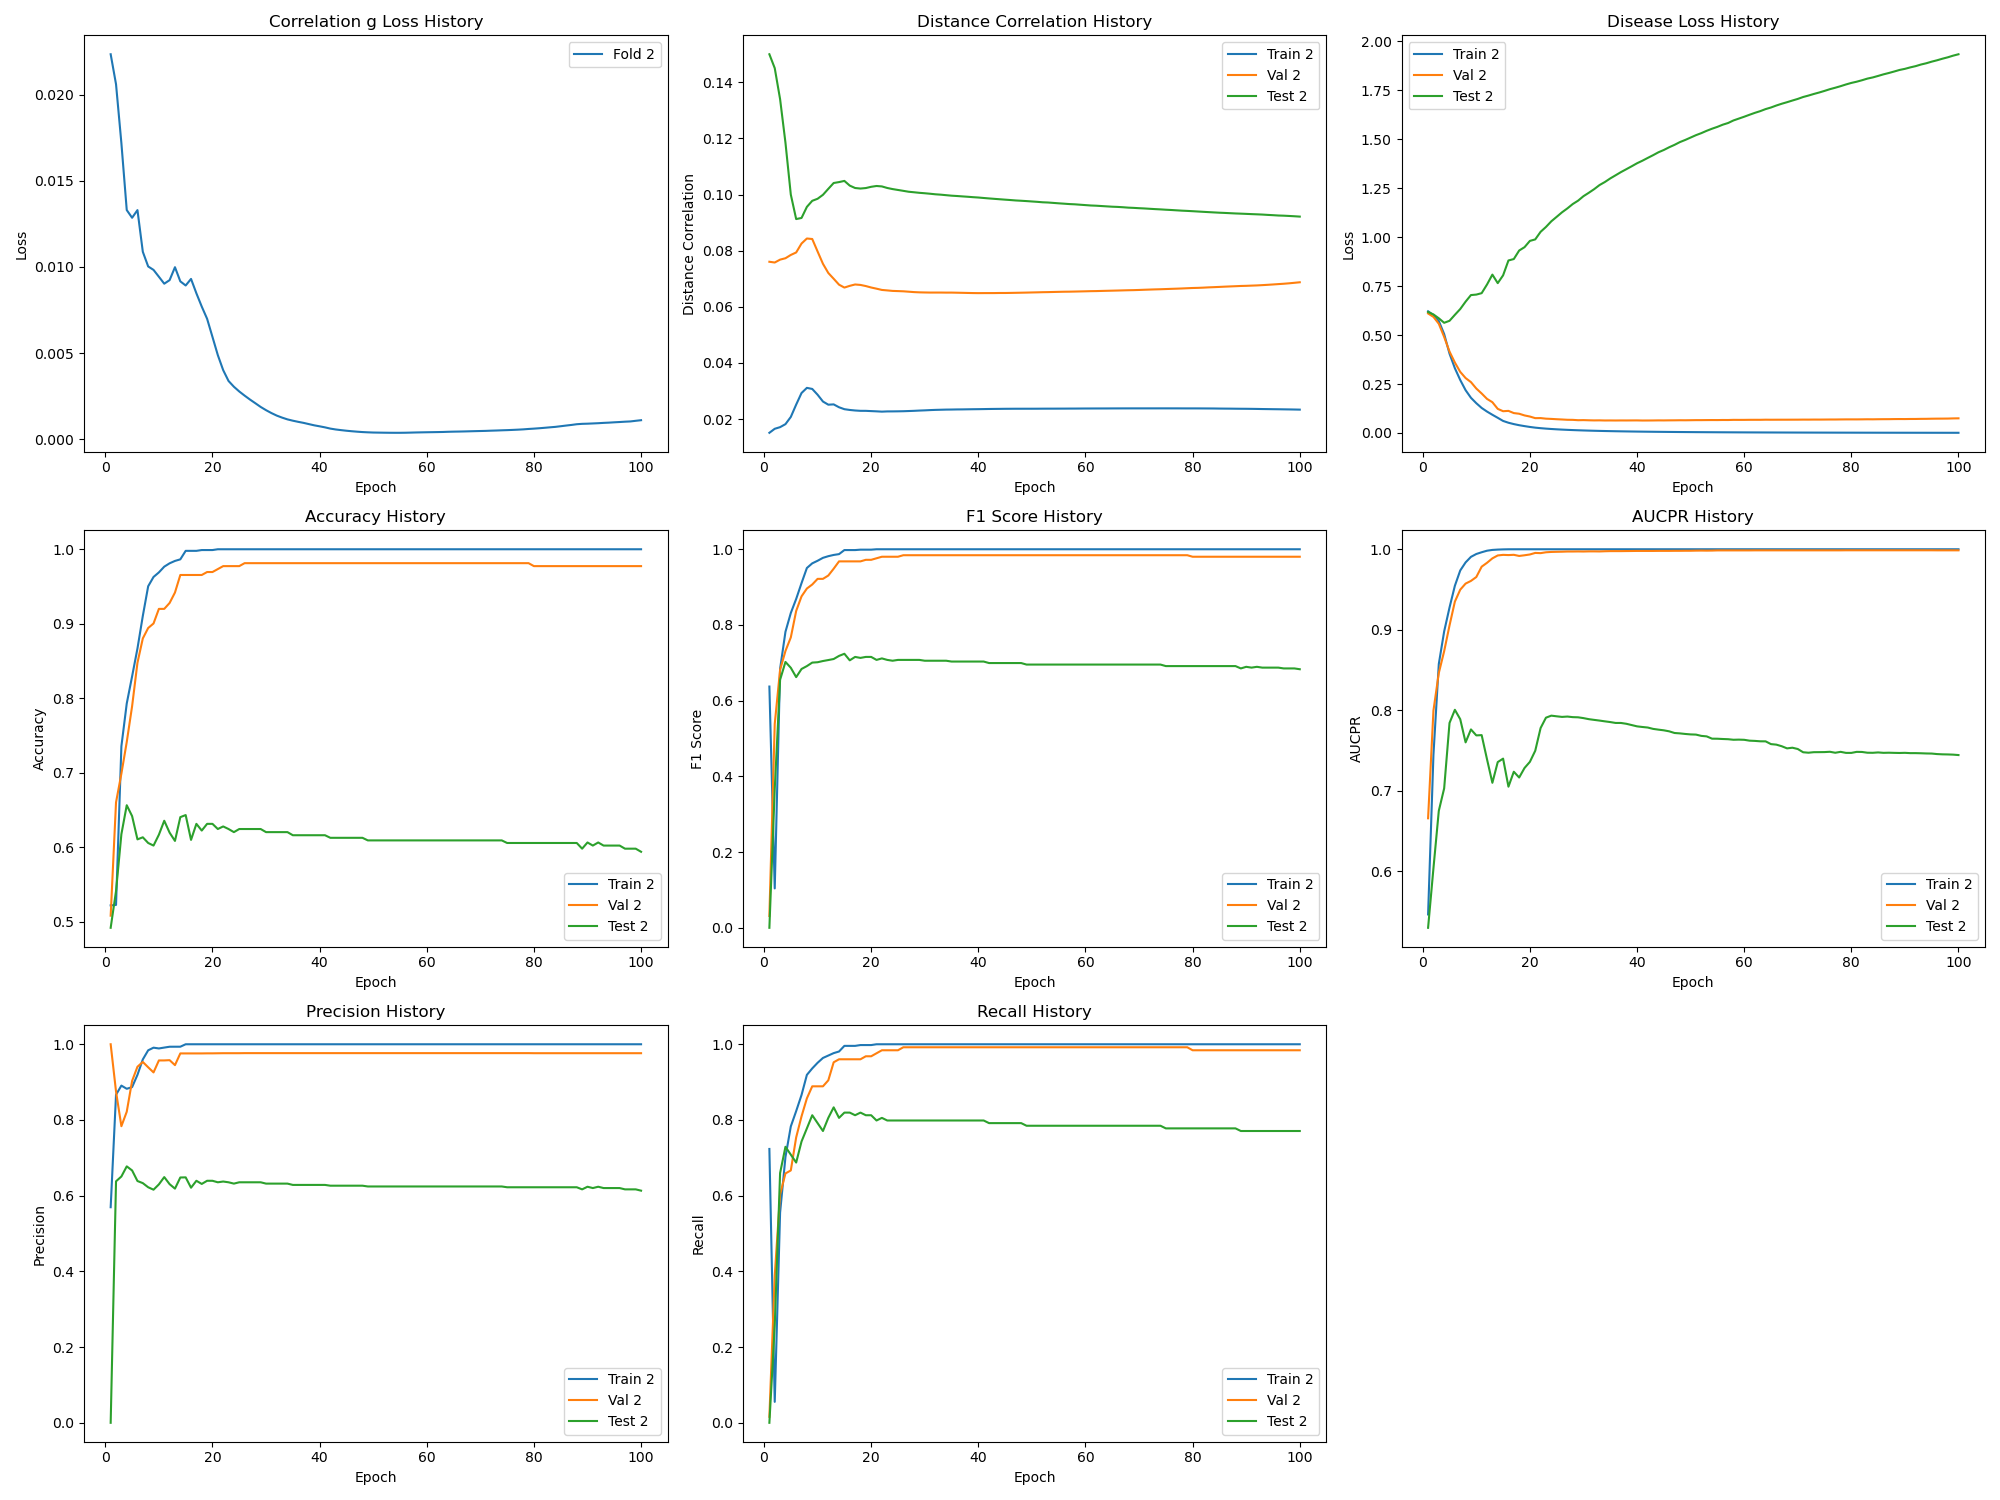 Correlation g Loss History
Fold 2
0.020
0.015
0.010
0.005
0.000
Loss
0 20 40 60 80 100
Epoch
Distance Correlation History
Train 2
Val 2
Test 2
0.14
0.12
0.10
0.08
0.06
0.04
0.02
Distance Correlation
0 20 40 60 80 100
Epoch
Disease Loss History
Train 2
Val 2
Test 2
2.00
1.75
1.50
1.25
1.00
0.75
0.50
0.25
0.00
Loss
0 20 40 60 80 100
Epoch
Accuracy History
1.0
0.9
0.8
0.7
0.6
0.5
Accuracy
Train 2
Val 2
Test 2
0 20 40 60 80 100
Epoch
F1 Score History
1.0
0.8
0.6
0.4
0.2
0.0
F1 Score
Train 2
Val 2
Test 2
0 20 40 60 80 100
Epoch
AUCPR History
1.0
0.9
0.8
0.7
0.6
AUCPR
Train 2
Val 2
Test 2
0 20 40 60 80 100
Epoch
Precision History
1.0
0.8
0.6
0.4
0.2
0.0
Precision
Train 2
Val 2
Test 2
0 20 40 60 80 100
Epoch
Recall History
1.0
0.8
0.6
0.4
0.2
0.0
Recall
Train 2
Val 2
Test 2
0 20 40 60 80 100
Epoch